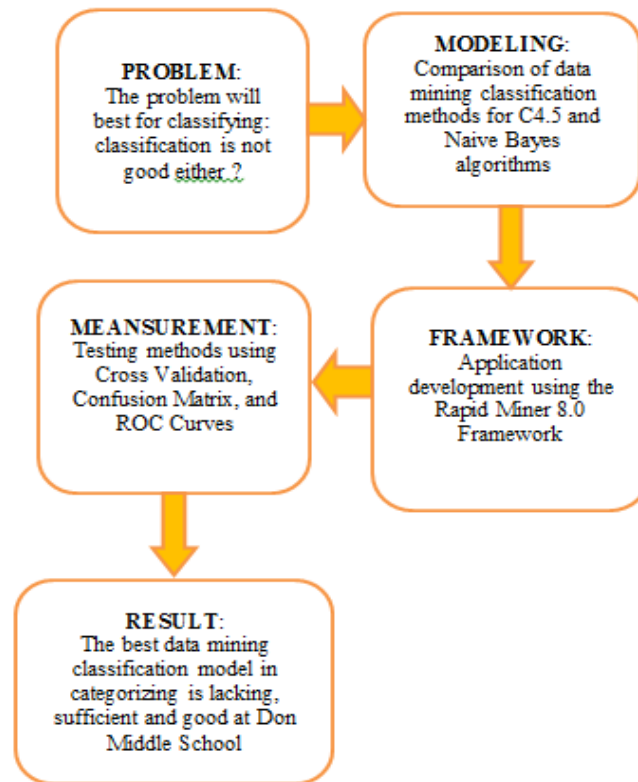 PROBLEM:
The problem will
best for classifying:
classification is not
good either ?
MODELING:
Comparison of data
mining classification
methods for C4.5 and
Naive Bayes
algorithms
FRAMEWORK:
Application
development using the
Rapid Miner 8.0
Framework
MEANSUREMENT:
Testing methods using
Cross Validation,
Confusion Matrix, and
ROC Curves
RESULT:
The best data mining
classification model in
categorizing is lacking,
sufficient and good at Don
Middle School